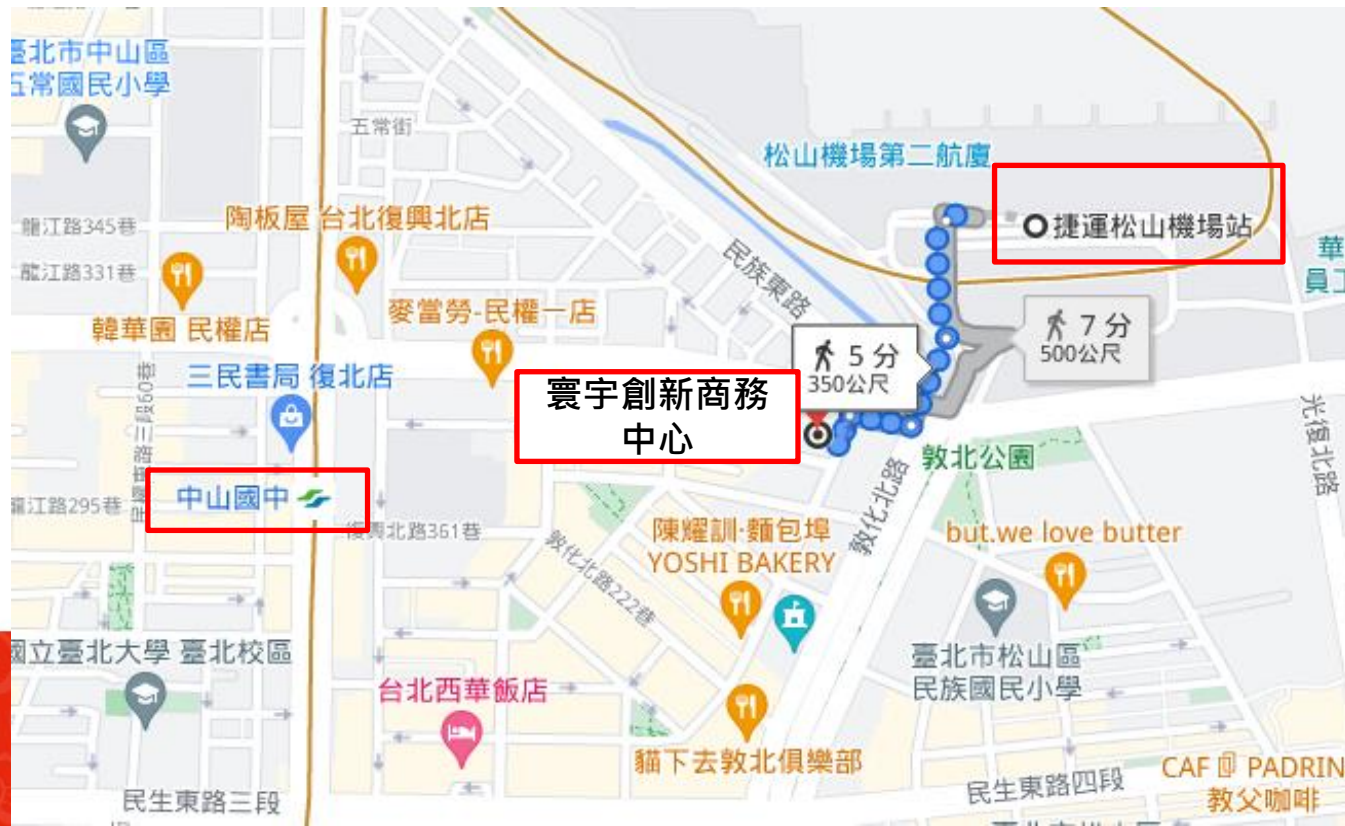 臺北市中山區
五常國民小學
五常街
松山機場第二航廈
捷運松山機場站
龍江路345巷
陶板屋 台北復興北店
民族東路
龍江路331巷
華
員工
麥當勞-民權一店
韓華園 民權店
7 分
500公尺
5 分
350公尺
三民書局 復北店
寰宇創新商務
中心
光復北路
敦北公園
敦化北路
中山國中
龍江路295巷
復興北路361巷
陳耀訓·麵包埠
YOSHI BAKERY
but.we love butter
敦化北路222巷
國立臺北大學 臺北校區
臺北市松山區
民族國民小學
台北西華飯店
貓下去敦北俱樂部
CAF PADRIN
教父咖啡
民生東路四段
民生東路三段